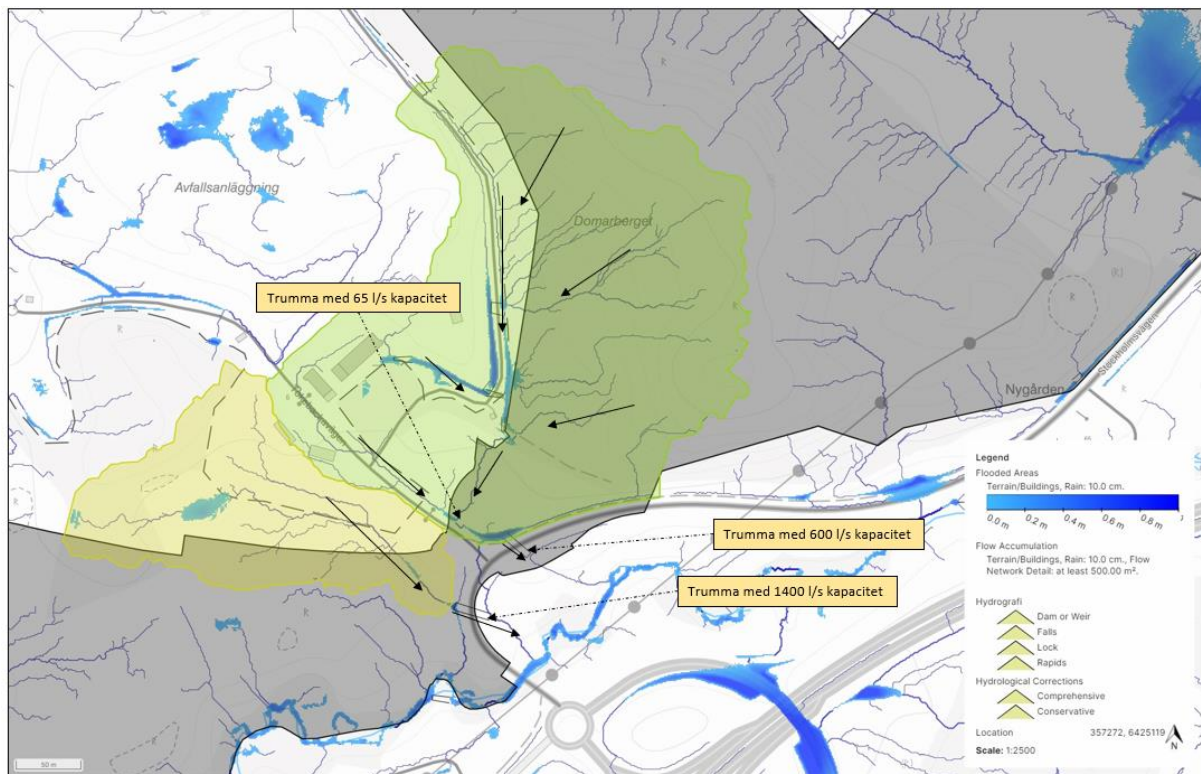 Avfallsanläggning
Domarberget
Trumma med 65 l/s kapacitet
Stockholmsvägen
Nygården
Trumma med 600 l/s kapacitet
Trumma med 1400 l/s kapacitet
Legend
Flooded Areas
Terrain/Buildings, Rain: 10.0 cm.
0.0 m 0.2 m 0.4 m 0.6 m 0.8 m 1
Flow Accumulation
Terrain/Buildings, Rain: 10.0 cm., Flow
Network Detail: at least 500.00 m².
Hydrografi
Dam or Weir
Falls
Lock
Rapids
Hydrological Corrections
Comprehensive
Conservative
Location 357272, 6425119
Scale: 1:2500
N
50 m